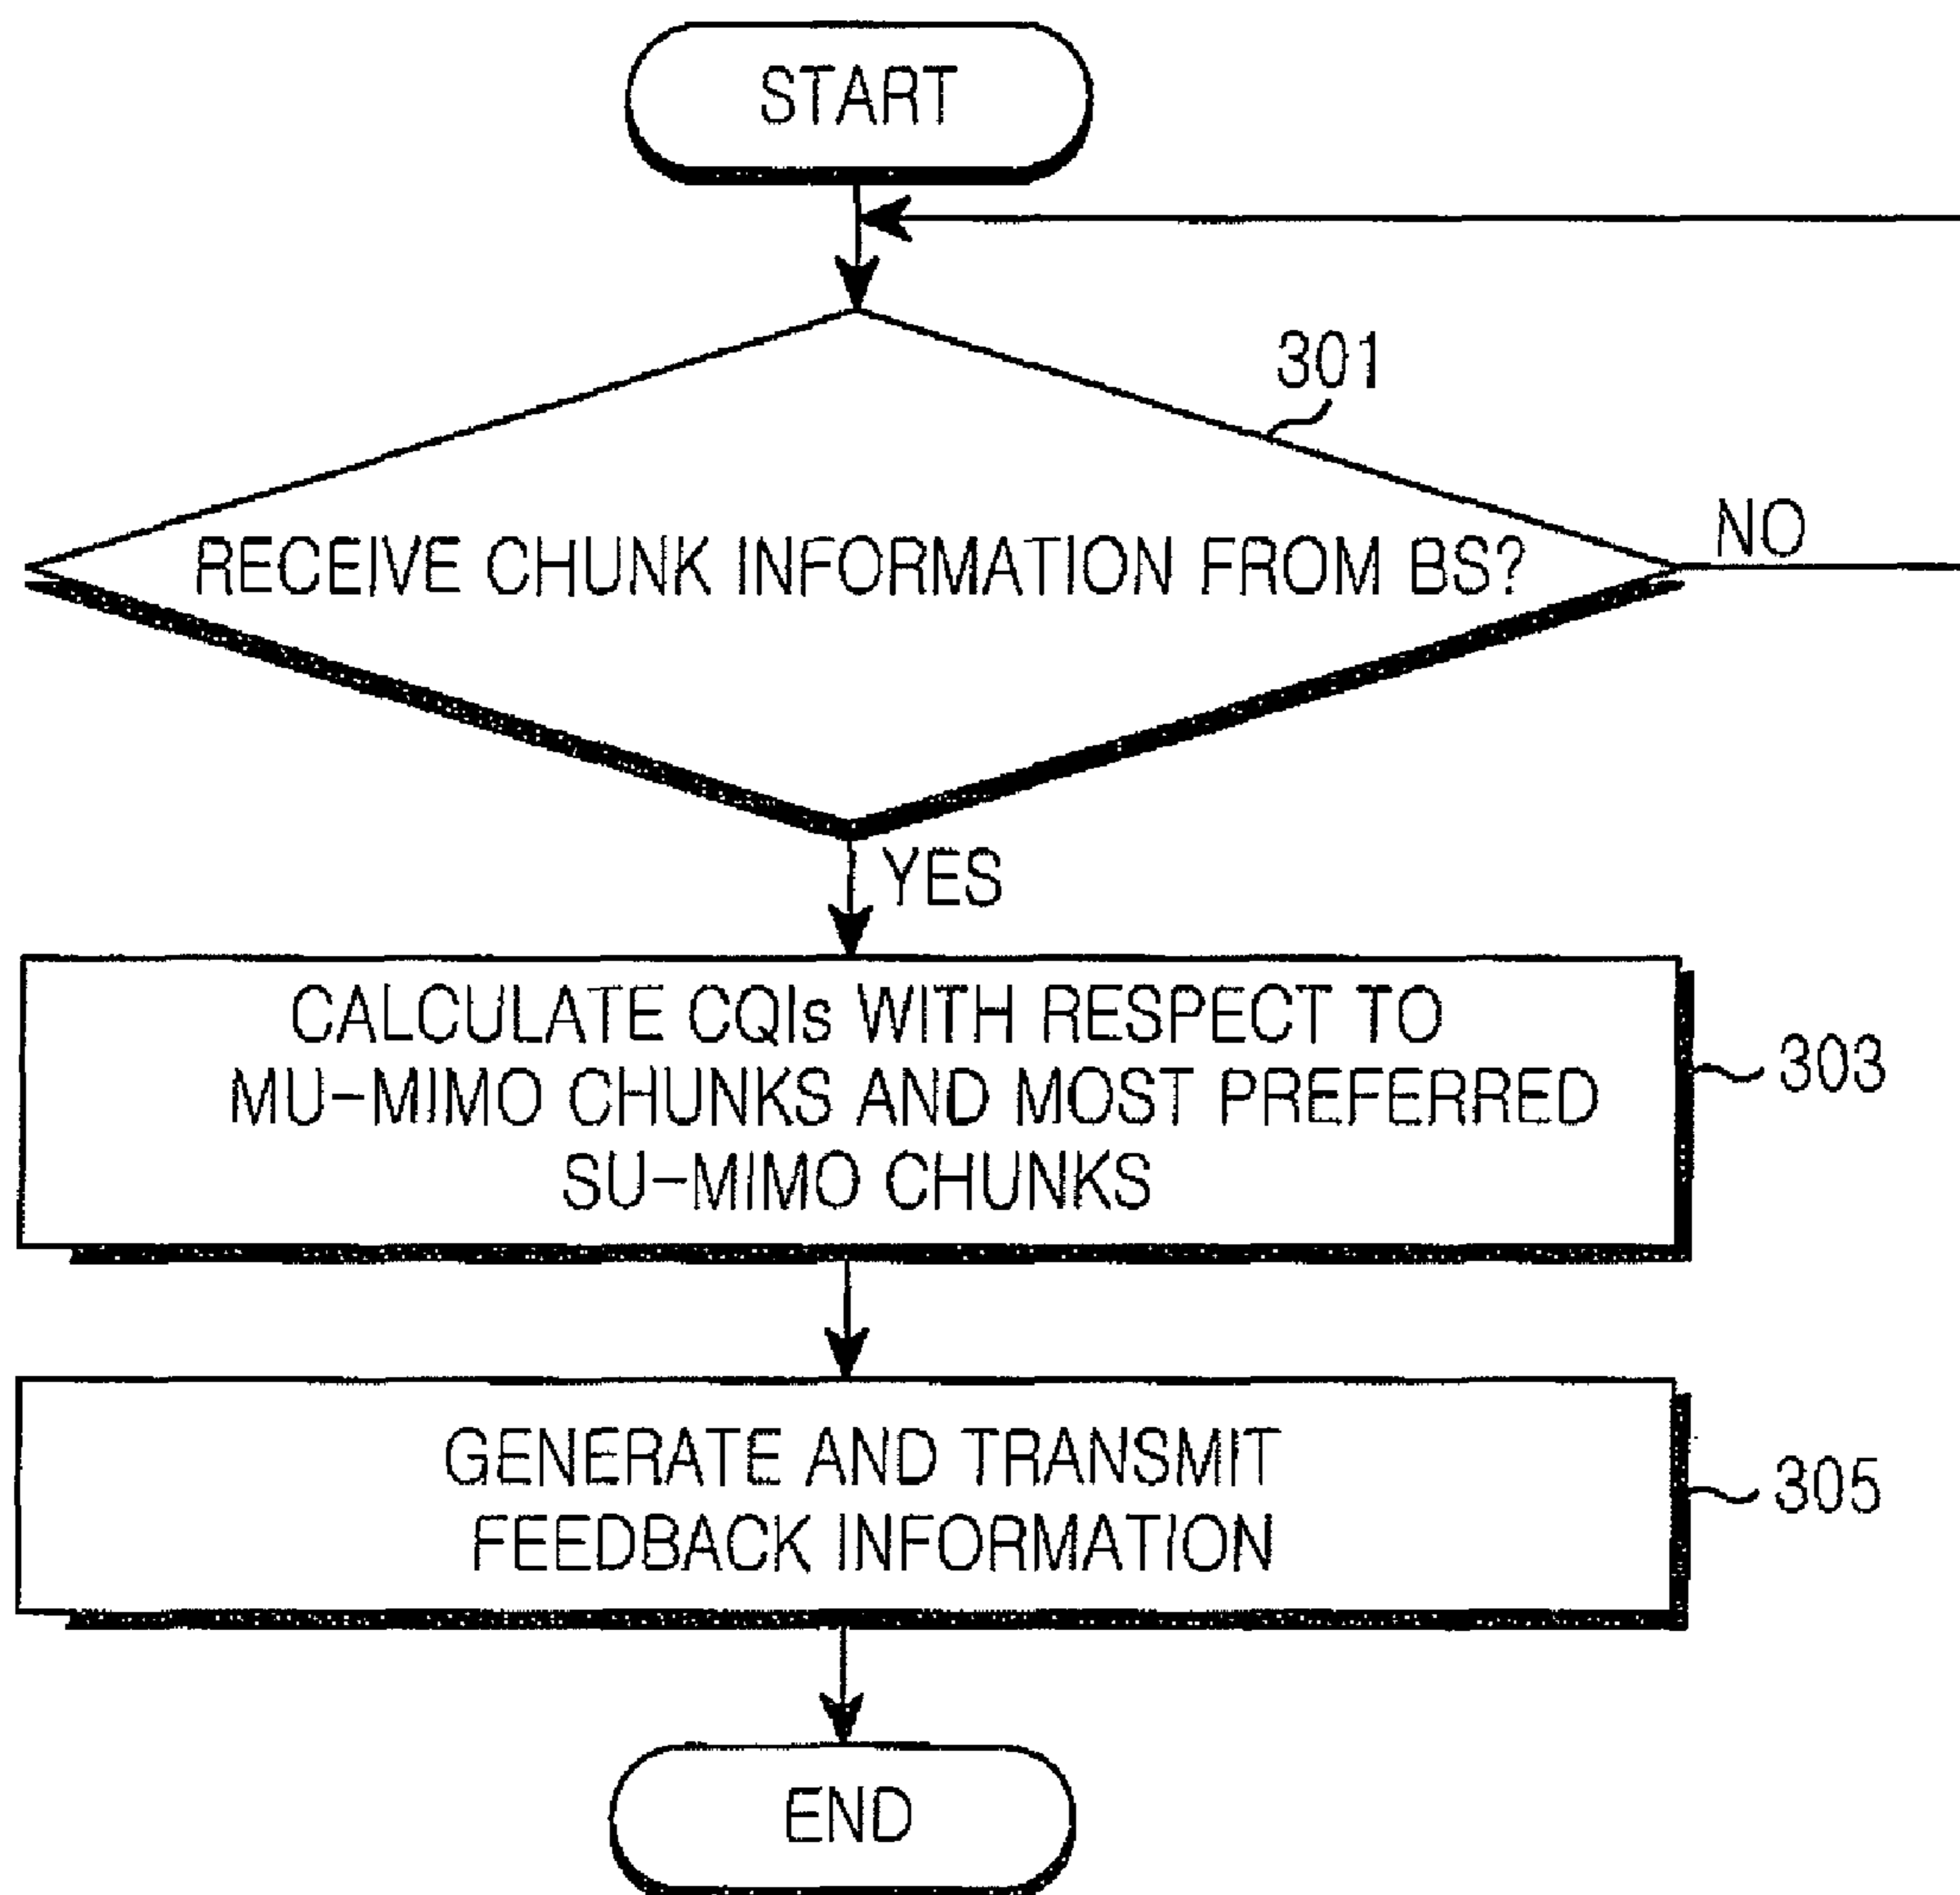 START
301
RECEIVE CHUNK INFORMATION FROM BS?
NO
YES
CALCULATE CQIs WITH RESPECT TO
MU-MIMO CHUNKS AND MOST PREFERRED
SU-MIMO CHUNKS
303
GENERATE AND TRANSMIT
FEEDBACK INFORMATION
305
END